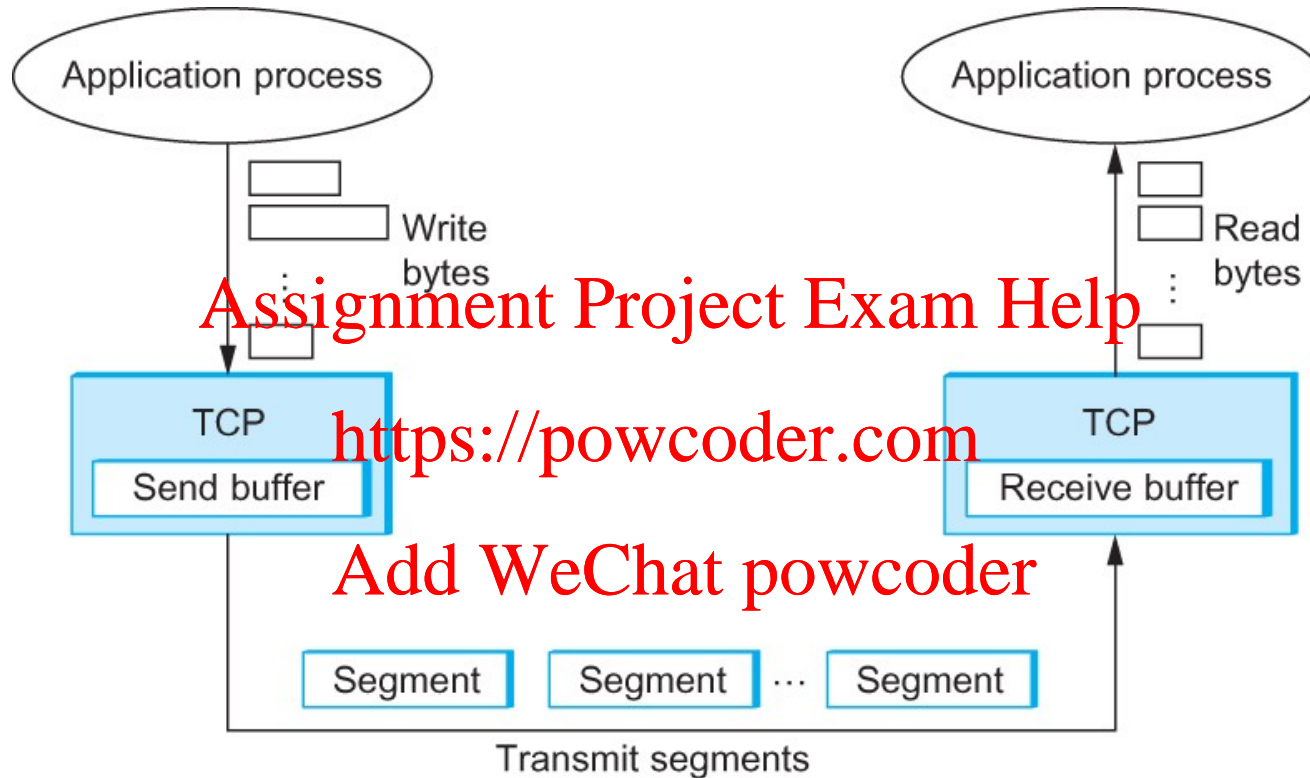 Application process
Application process
Write
bytes
Read
bytes
⋮
⋮
Assignment Project Exam Help
TCP
TCP
https://powcoder.com
Send buffer
Receive buffer
Add WeChat powcoder
Segment
Segment
...
Segment
Transmit segments